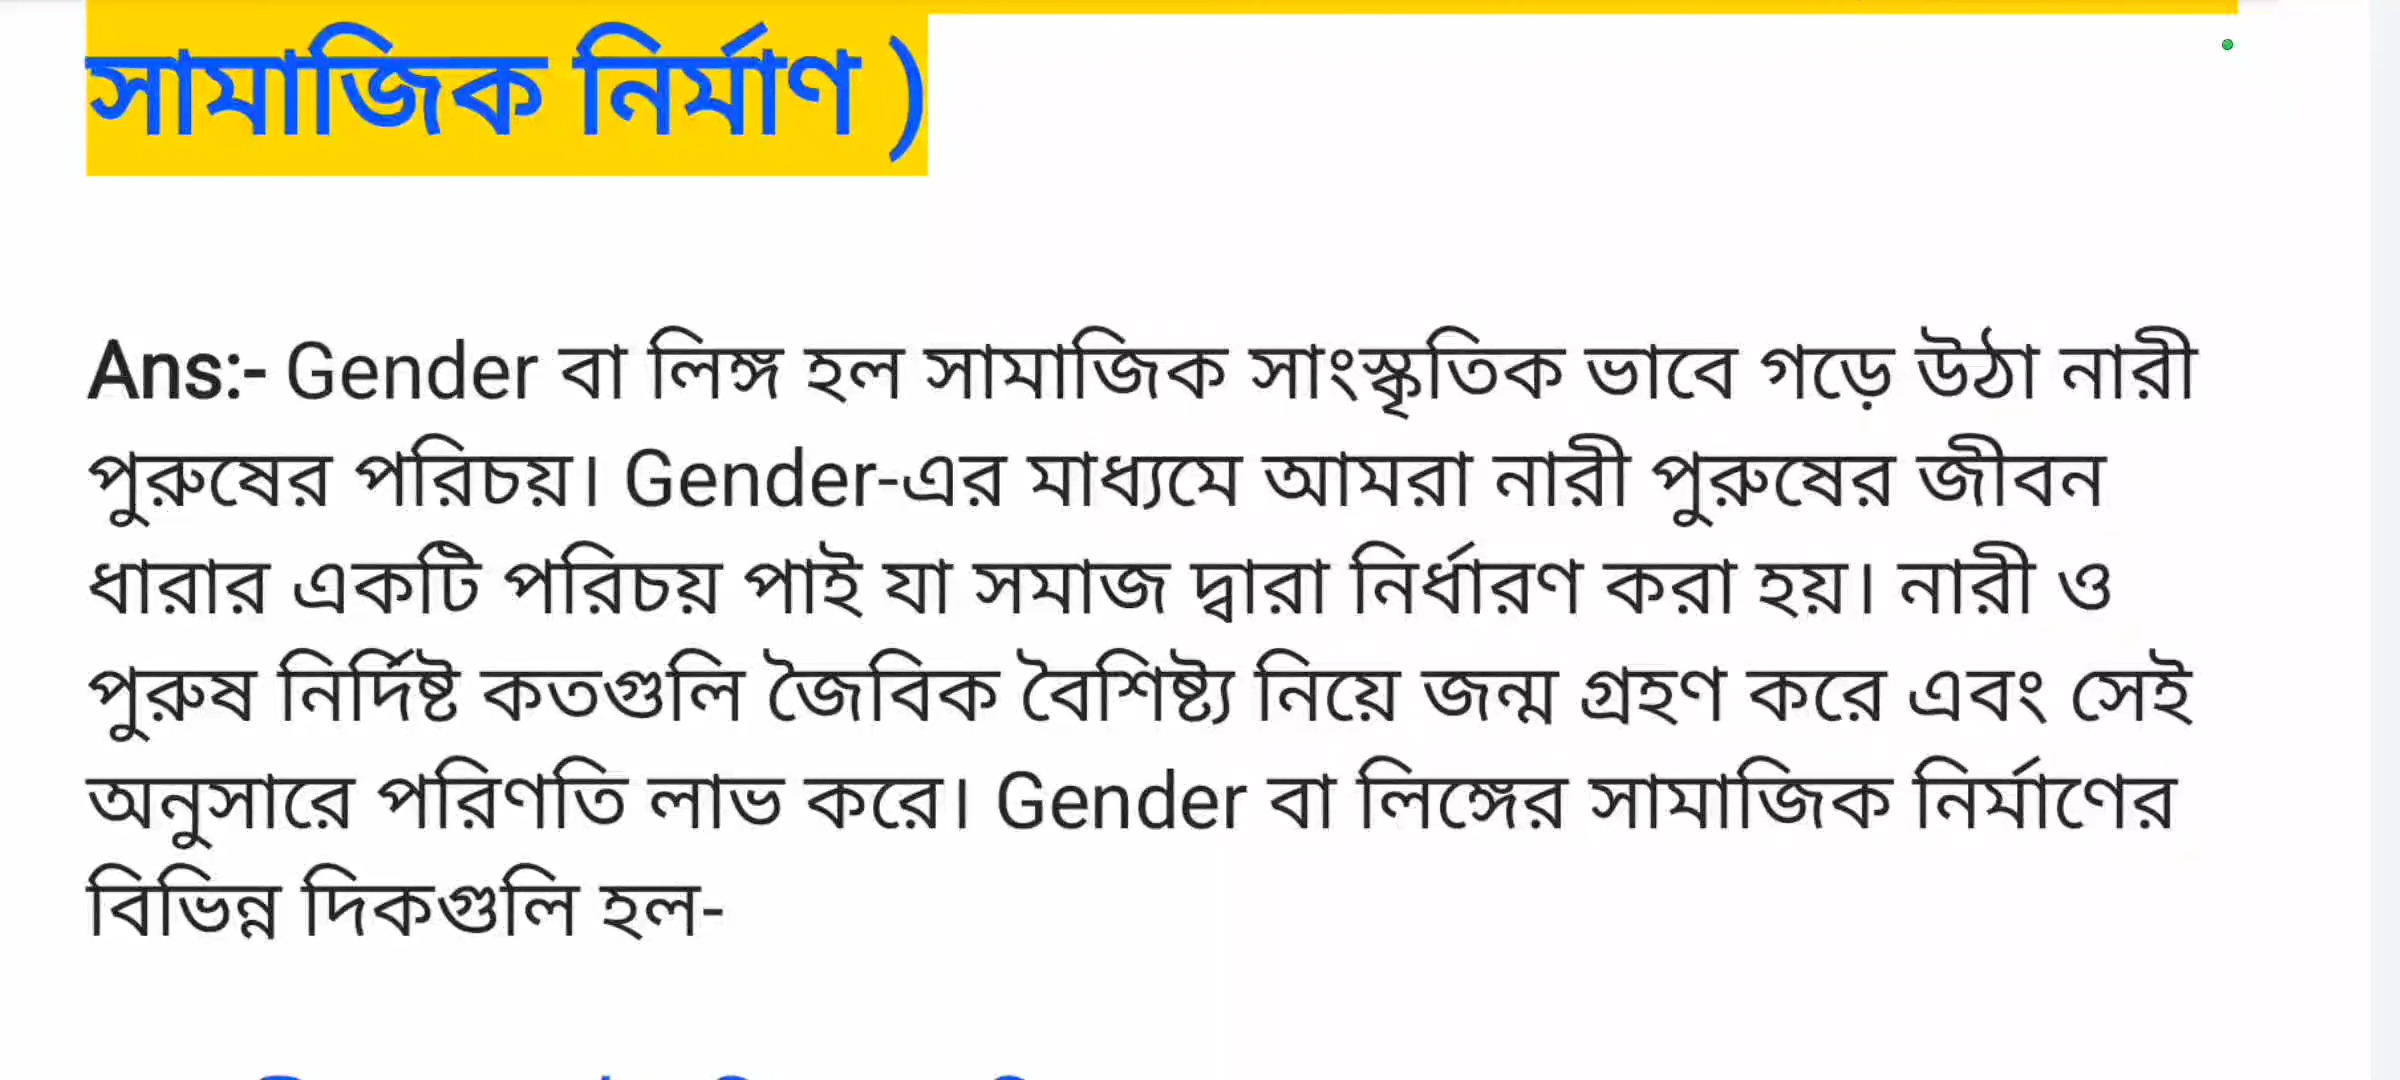 সামাজিক নির্মাণ )
Ans:- Gender বা লিঙ্গ হল সামাজিক সাংস্কৃতিক ভাবে গড়ে উঠা নারী
পুরুষের পরিচয়। Gender-এর মাধ্যমে আমরা নারী পুরুষের জীবন
ধারার একটি পরিচয় পাই যা সমাজ দ্বারা নির্ধারণ করা হয়। নারী ও
পুরুষ নির্দিষ্ট কতগুলি জৈবিক বৈশিষ্ট্য নিয়ে জন্ম গ্রহণ করে এবং সেই
অনুসারে পরিণতি লাভ করে। Gender বা লিঙ্গের সামাজিক নির্মাণের
বিভিন্ন দিকগুলি হল-